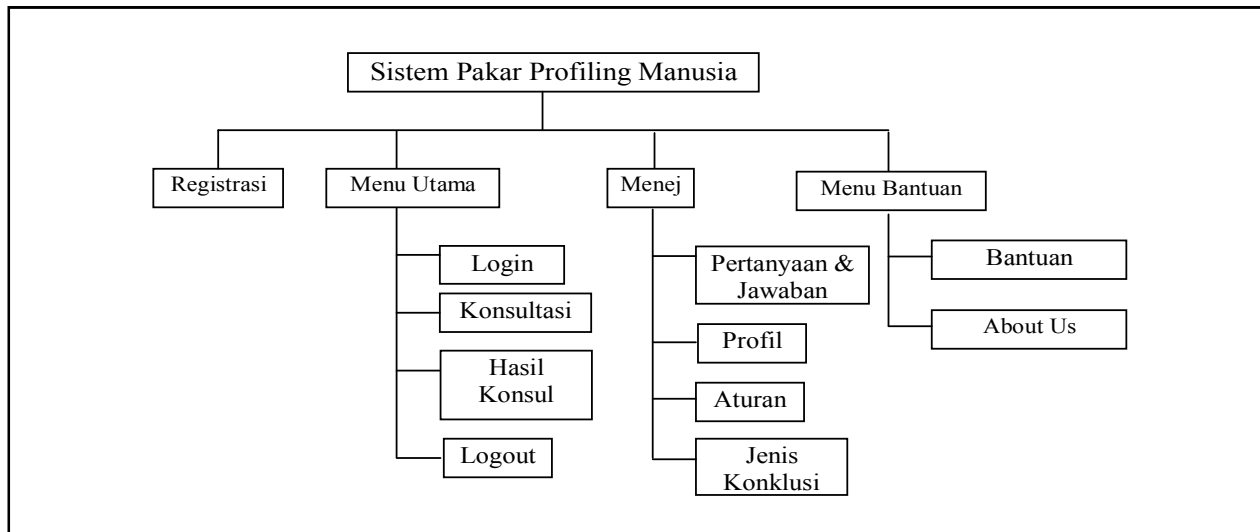 Sistem Pakar Profiling Manusia
Registrasi
Menu Utama
Menej
Menu Bantuan
Login
Konsultasi
Hasil
Konsul
Logout
Pertanyaan &
Jawaban
Profil
Aturan
Jenis
Konklusi
Bantuan
About Us